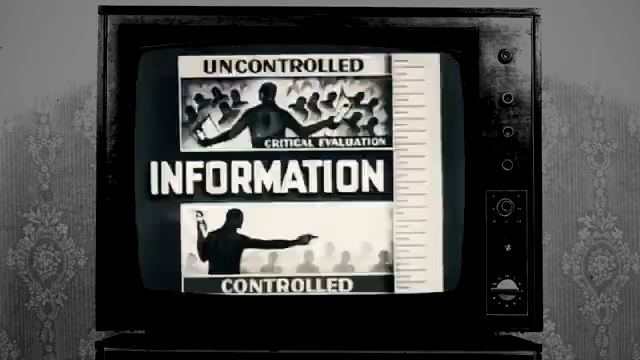 UNCONTROLLED
CRITICAL EVALUATION
INFORMATION
CONTROLLED